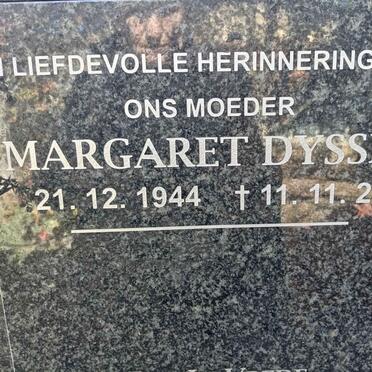 LIEFDEVOLLE HERINNERING
ONS MOEDER
MARGARET DYSS
21. 12. 1944 † 11. 11. 2